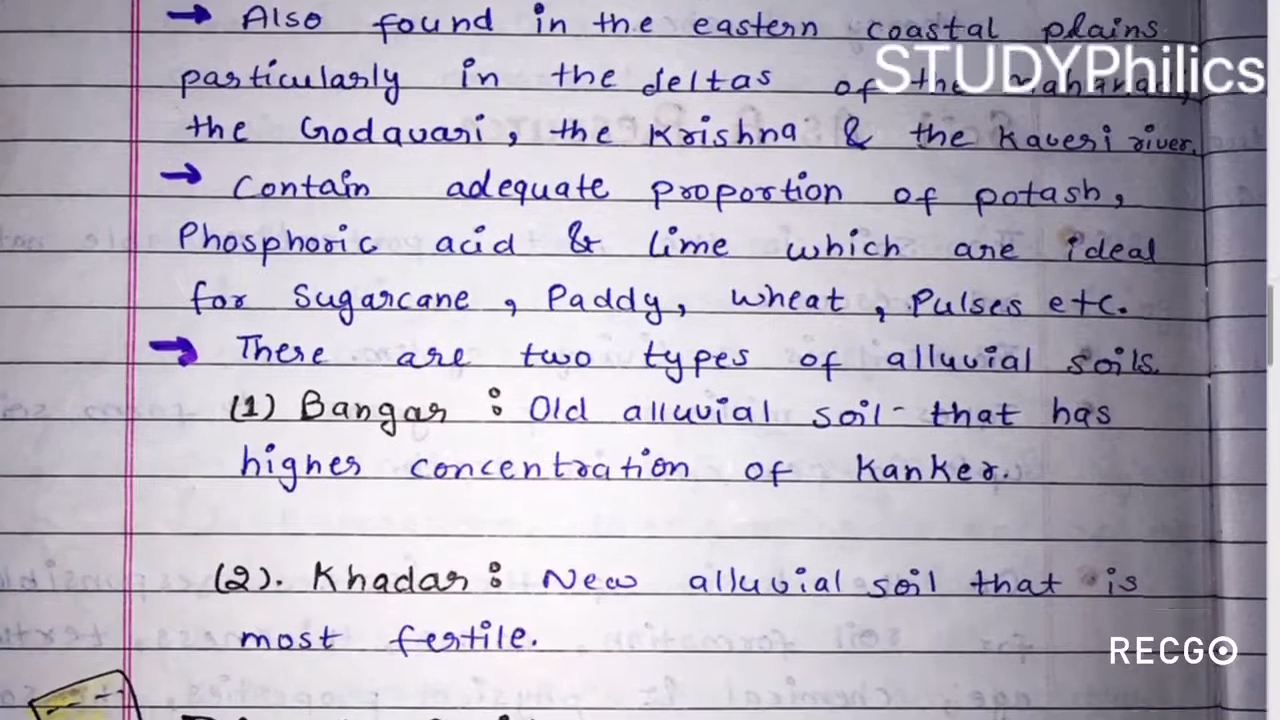 → Also found in the eastern coastal plains
STUDYPhilics
particularly in the deltas of the Mahanadi,
the Godavari, the Krishna & the Kaveri river.
→ Contain adequate proportion of potash,
Phosphoric acid & lime which are ideal
for Sugarcane, Paddy, wheat, Pulses etc.
→ There are two types of alluvial soils.
(1) Bangar : Old alluvial soil that has
higher concentration of Kanker.
(2). Khadar : New alluvial soil that is
most fertile.
RECGO